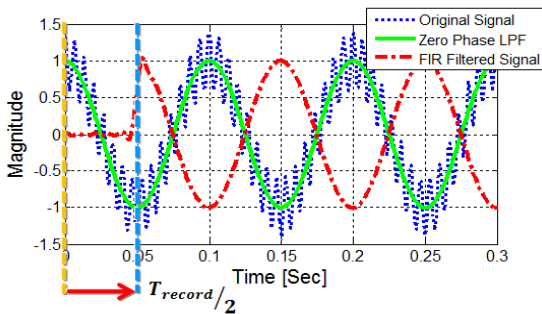 Original Signal
Zero Phase LPF
FIR Filtered Signal
1.5
1
0.5
0
-0.5
-1
-1.5
Magnitude
0 0.05 0.1 0.15 0.2 0.25 0.3
Time [Sec]
T_record/2